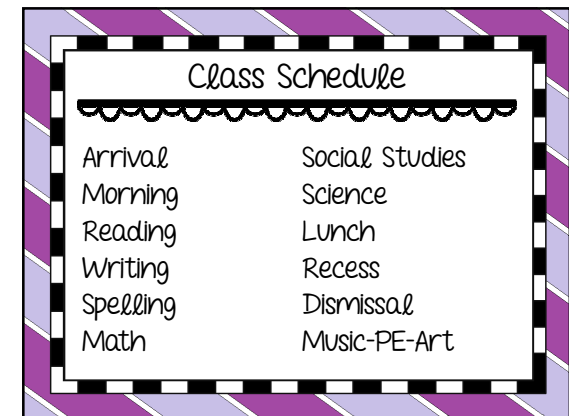 Class Schedule
Arrival
Morning
Reading
Writing
Spelling
Math
Social Studies
Science
Lunch
Recess
Dismissal
Music-PE-Art